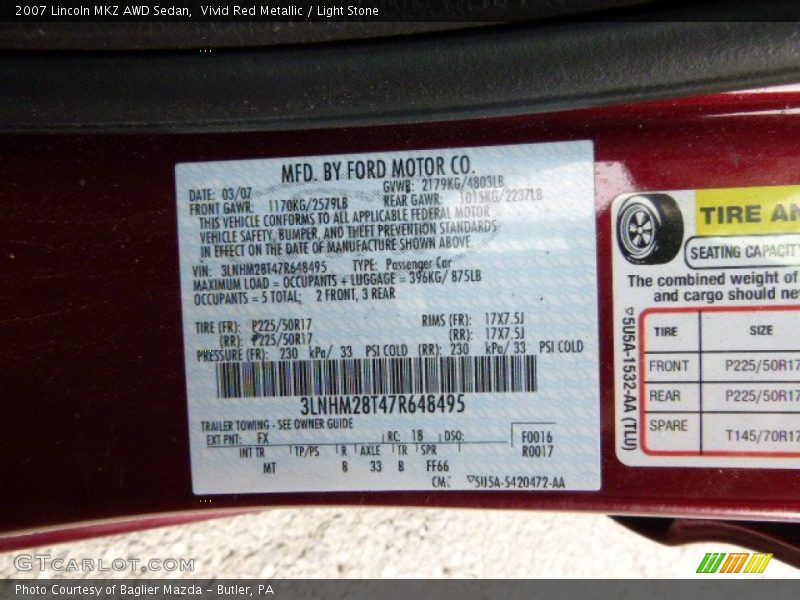 2007 Lincoln MKZ AWD Sedan, Vivid Red Metallic / Light Stone
MFD. BY FORD MOTOR CO.
DATE: 03/07 GVWR: 2179KG/4803LB
FRONT GAWR: 1170KG/2579LB REAR GAWR: 1015KG/2237LB
THIS VEHICLE CONFORMS TO ALL APPLICABLE FEDERAL MOTOR
VEHICLE SAFETY, BUMPER, AND THEFT PREVENTION STANDARDS
IN EFFECT ON THE DATE OF MANUFACTURE SHOWN ABOVE
VIN: 3LNHM28T47R648495 TYPE: Passenger Car
MAXIMUM LOAD = OCCUPANTS + LUGGAGE = 396KG/ 875LB
OCCUPANTS = 5 TOTAL; 2 FRONT, 3 REAR
TIRE (FR): P225/50R17 RIMS (FR): 17X7.5J
(RR): P225/50R17 (RR): 17X7.5J
PRESSURE (FR): 230 kPa/ 33 PSI COLD (RR): 230 kPa/ 33 PSI COLD
3LNHM28T47R648495
TRAILER TOWING - SEE OWNER GUIDE
EXT PNT: FX RC: 18 DSO: F0016
INT TR TP/PS R AXLE TR SPR R0017
MT B 33 B FF66
5U5A-5420472-AA
TIRE AN
SEATING CAPACIT
The combined weight of
and cargo should nev
TIRE SIZE
FRONT P225/50R17
REAR P225/50R17
SPARE T145/70R17
5U5A-1532-AA (TLU)
GTCARLOT.COM
Photo Courtesy of Baglier Mazda - Butler, PA